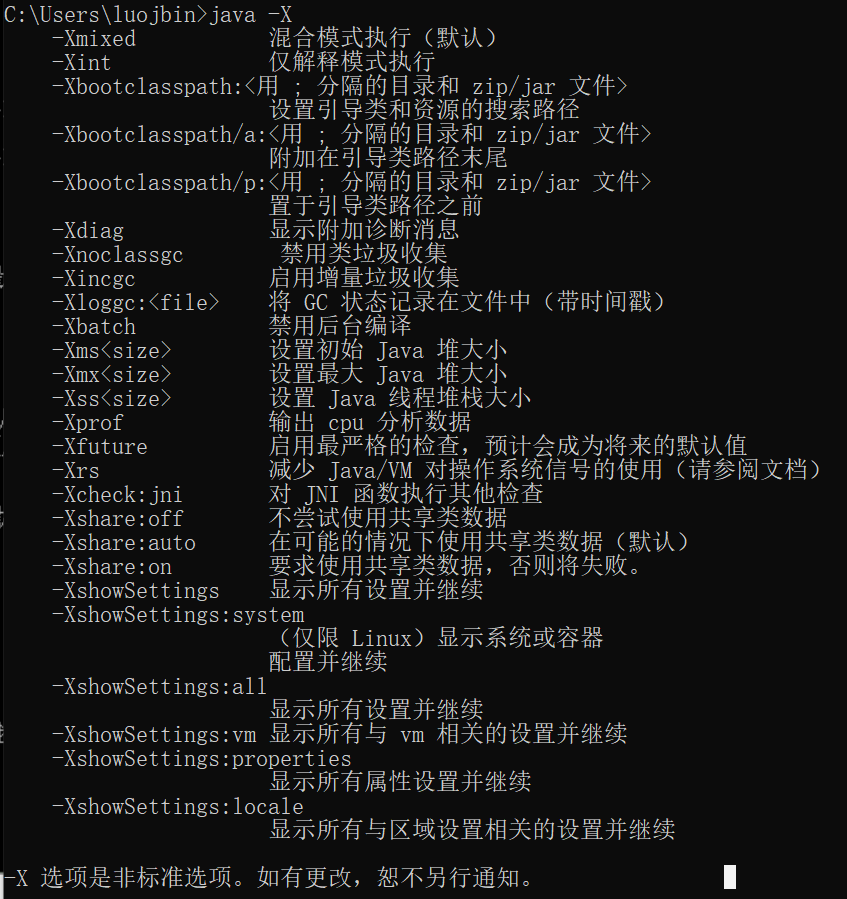 C:\Users\luojbin>java -X
-Xmixed 混合模式执行（默认）
-Xint 仅解释模式执行
-Xbootclasspath:<用 ; 分隔的目录和 zip/jar 文件>
设置引导类和资源的搜索路径
-Xbootclasspath/a:<用 ; 分隔的目录和 zip/jar 文件>
附加在引导类路径末尾
-Xbootclasspath/p:<用 ; 分隔的目录和 zip/jar 文件>
置于引导类路径之前
-Xdiag 显示附加诊断消息
-Xnoclassgc 禁用类垃圾收集
-Xincgc 启用增量垃圾收集
-Xloggc:<file> 将 GC 状态记录在文件中（带时间戳）
-Xbatch 禁用后台编译
-Xms<size> 设置初始 Java 堆大小
-Xmx<size> 设置最大 Java 堆大小
-Xss<size> 设置 Java 线程堆栈大小
-Xprof 输出 cpu 分析数据
-Xfuture 启用最严格的检查，预计会成为将来的默认值
-Xrs 减少 Java/VM 对操作系统信号的使用（请参阅文档）
-Xcheck:jni 对 JNI 函数执行其他检查
-Xshare:off 不尝试使用共享类数据
-Xshare:auto 在可能的情况下使用共享类数据（默认）
-Xshare:on 要求使用共享类数据，否则将失败。
-XshowSettings 显示所有设置并继续
-XshowSettings:system
（仅限 Linux）显示系统或容器
配置并继续
-XshowSettings:all
显示所有设置并继续
-XshowSettings:vm 显示所有与 vm 相关的设置并继续
-XshowSettings:properties
显示所有属性设置并继续
-XshowSettings:locale
显示所有与区域设置相关的设置并继续
-X 选项是非标准选项。如有更改，恕不另行通知。